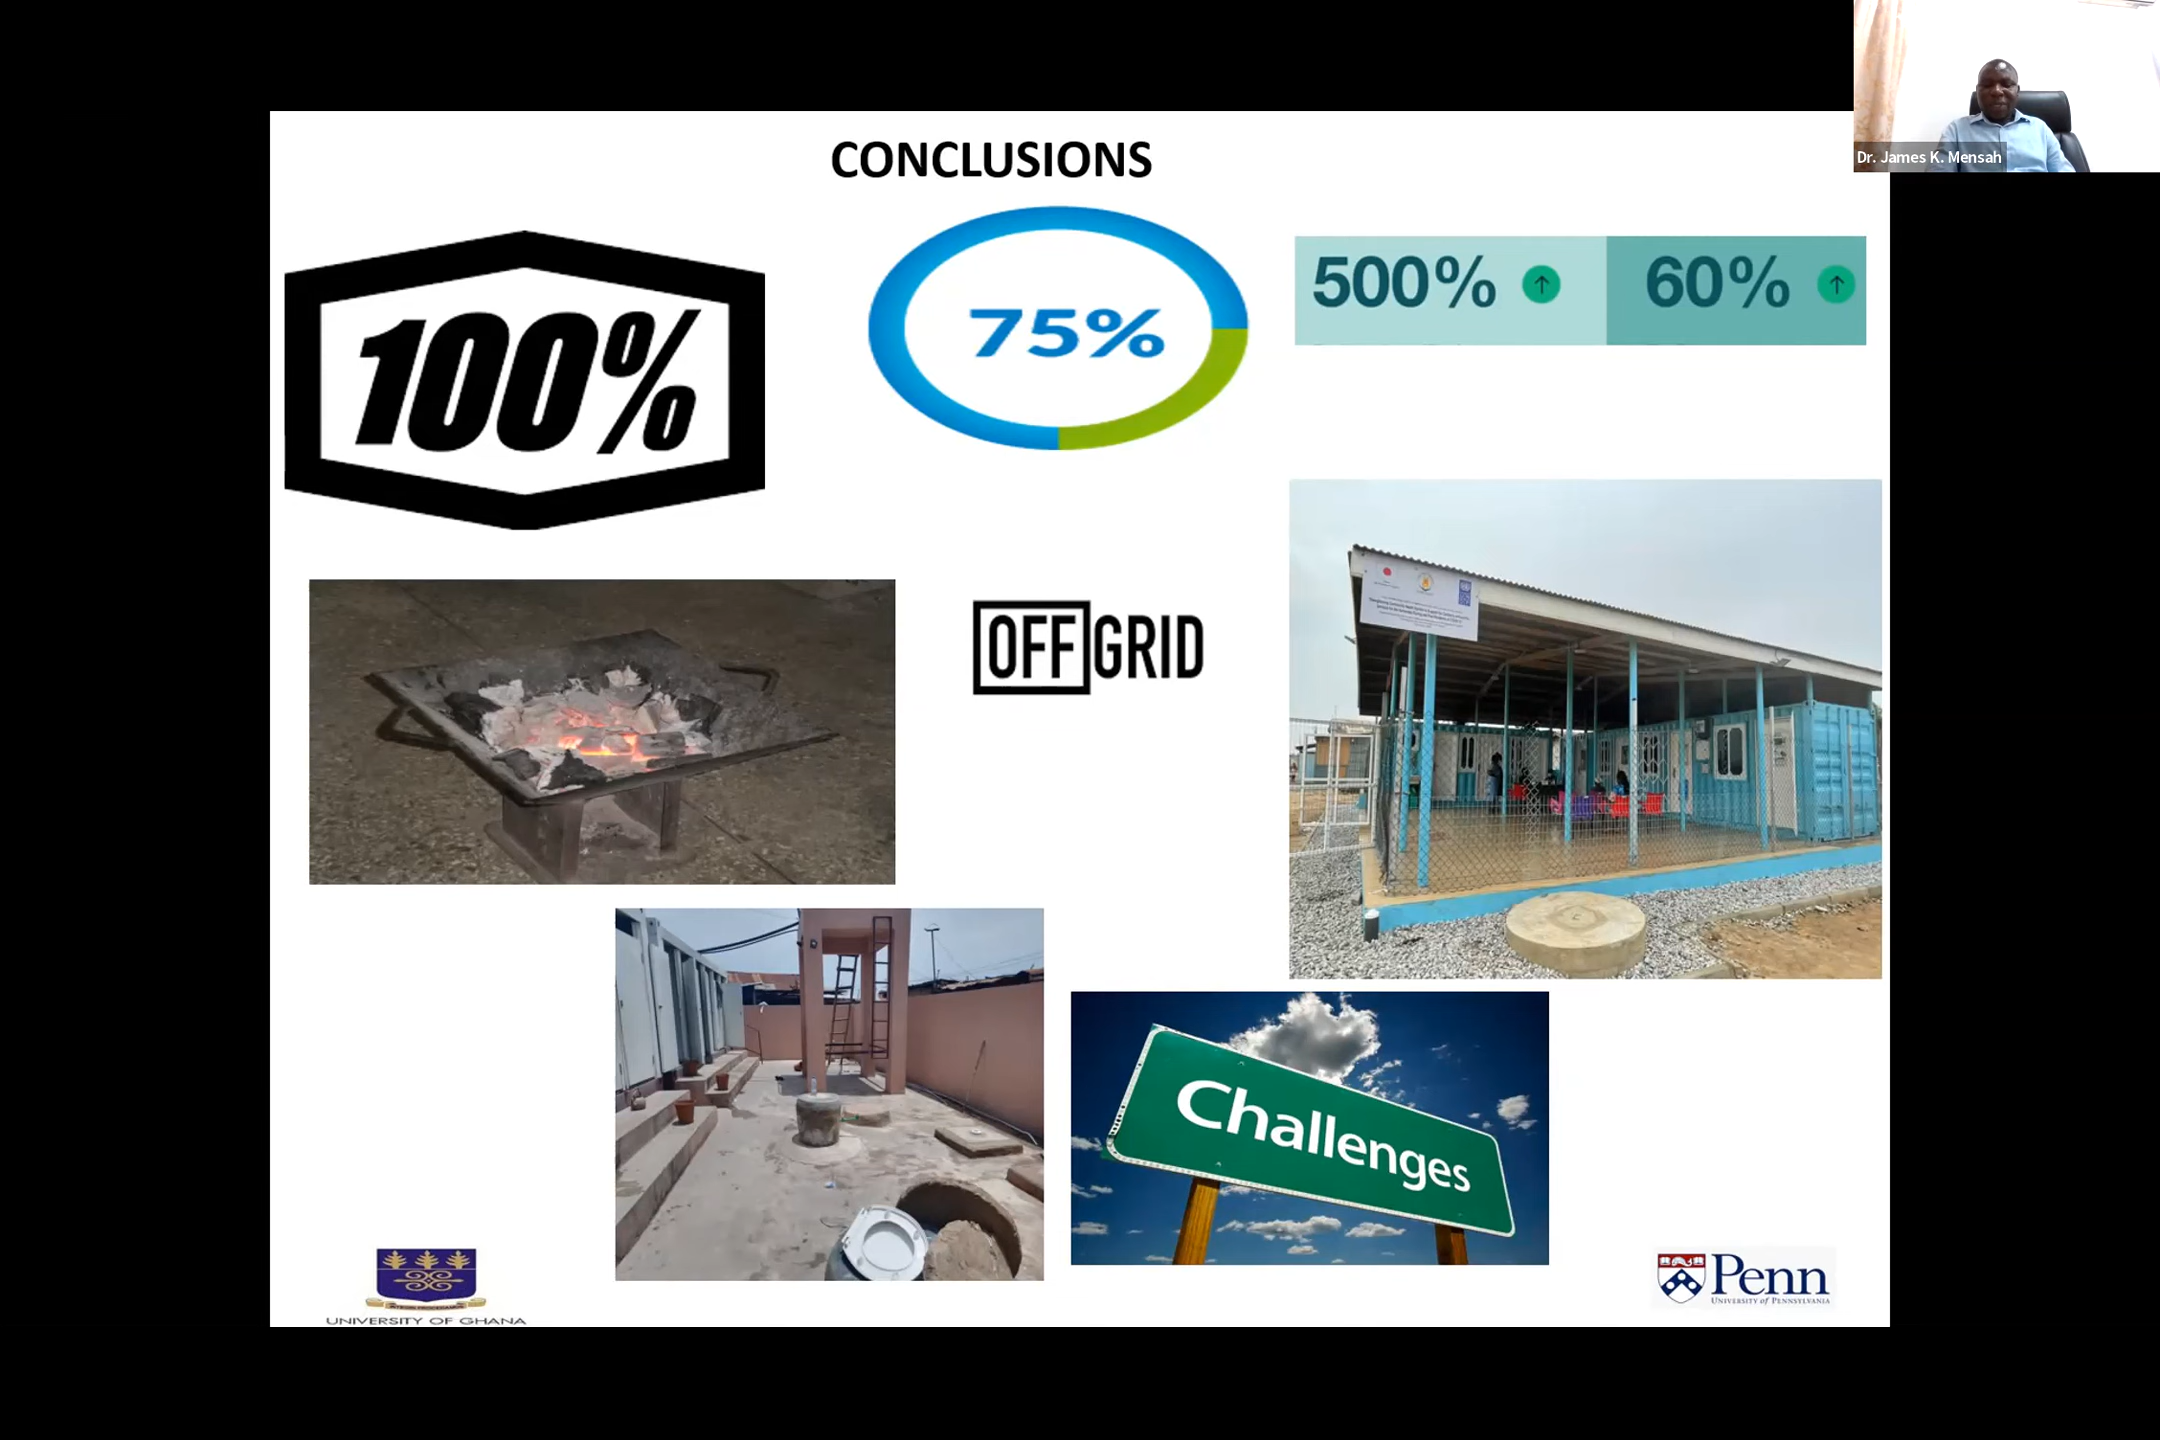 Dr. James K. Mensah
CONCLUSIONS
100%
75%
500%
60%
OFF GRID
Challenges
UNIVERSITY OF GHANA
Penn
UNIVERSITY of PENNSYLVANIA